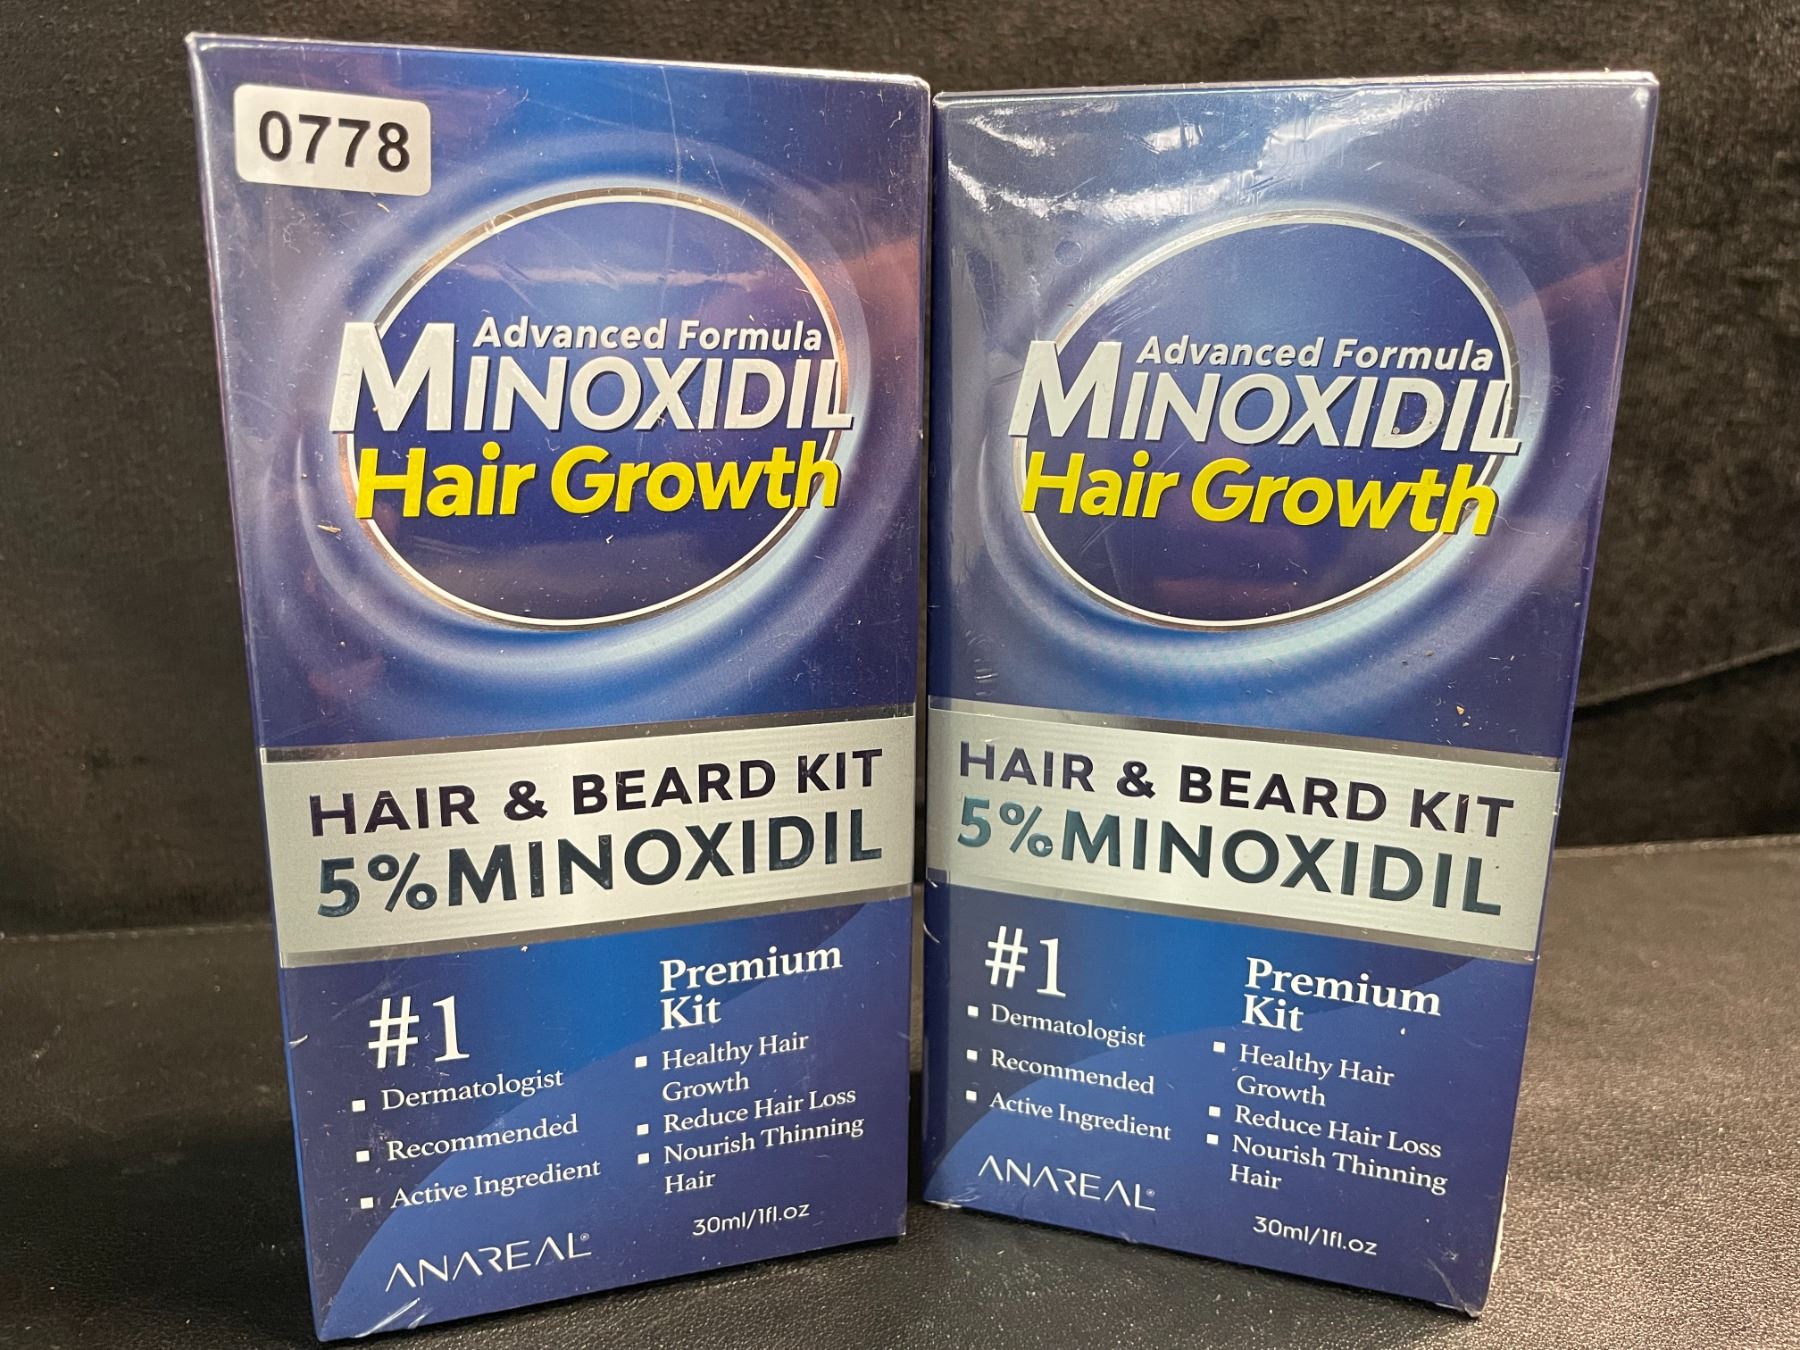 0778
Advanced Formula
MINOXIDIL
Hair Growth
HAIR & BEARD KIT
5%MINOXIDIL
#1
Dermatologist
Recommended
Active Ingredient
Premium
Kit
Healthy Hair
Growth
Reduce Hair Loss
Nourish Thinning
Hair
30ml/1fl.oz
ANAREAL®
Advanced Formula
MINOXIDIL
Hair Growth
HAIR & BEARD KIT
5%MINOXIDIL
#1
Dermatologist
Recommended
Active Ingredient
Premium
Kit
Healthy Hair
Growth
Reduce Hair Loss
Nourish Thinning
Hair
ANAREAL®
30ml/1fl.oz